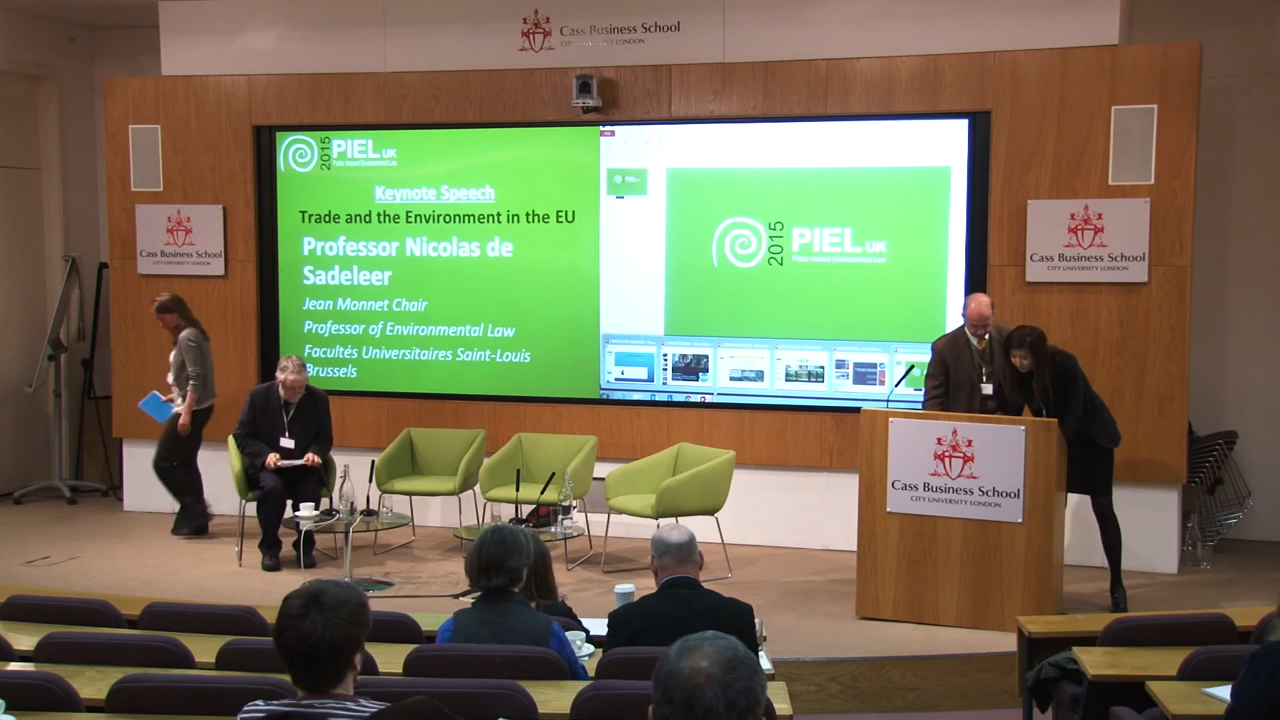 Cass Business School
CITY UNIVERSITY LONDON
2015
PIEL UK
Public Interest Environmental Law
Keynote Speech
Trade and the Environment in the EU
Professor Nicolas de
Sadeleer
Jean Monnet Chair
Professor of Environmental Law
Facultés Universitaires Saint-Louis
Brussels
2015
PIEL UK
Public Interest Environmental Law
Cass Business School
CITY UNIVERSITY LONDON
Cass Business School
CITY UNIVERSITY LONDON
Cass Business School
CITY UNIVERSITY LONDON